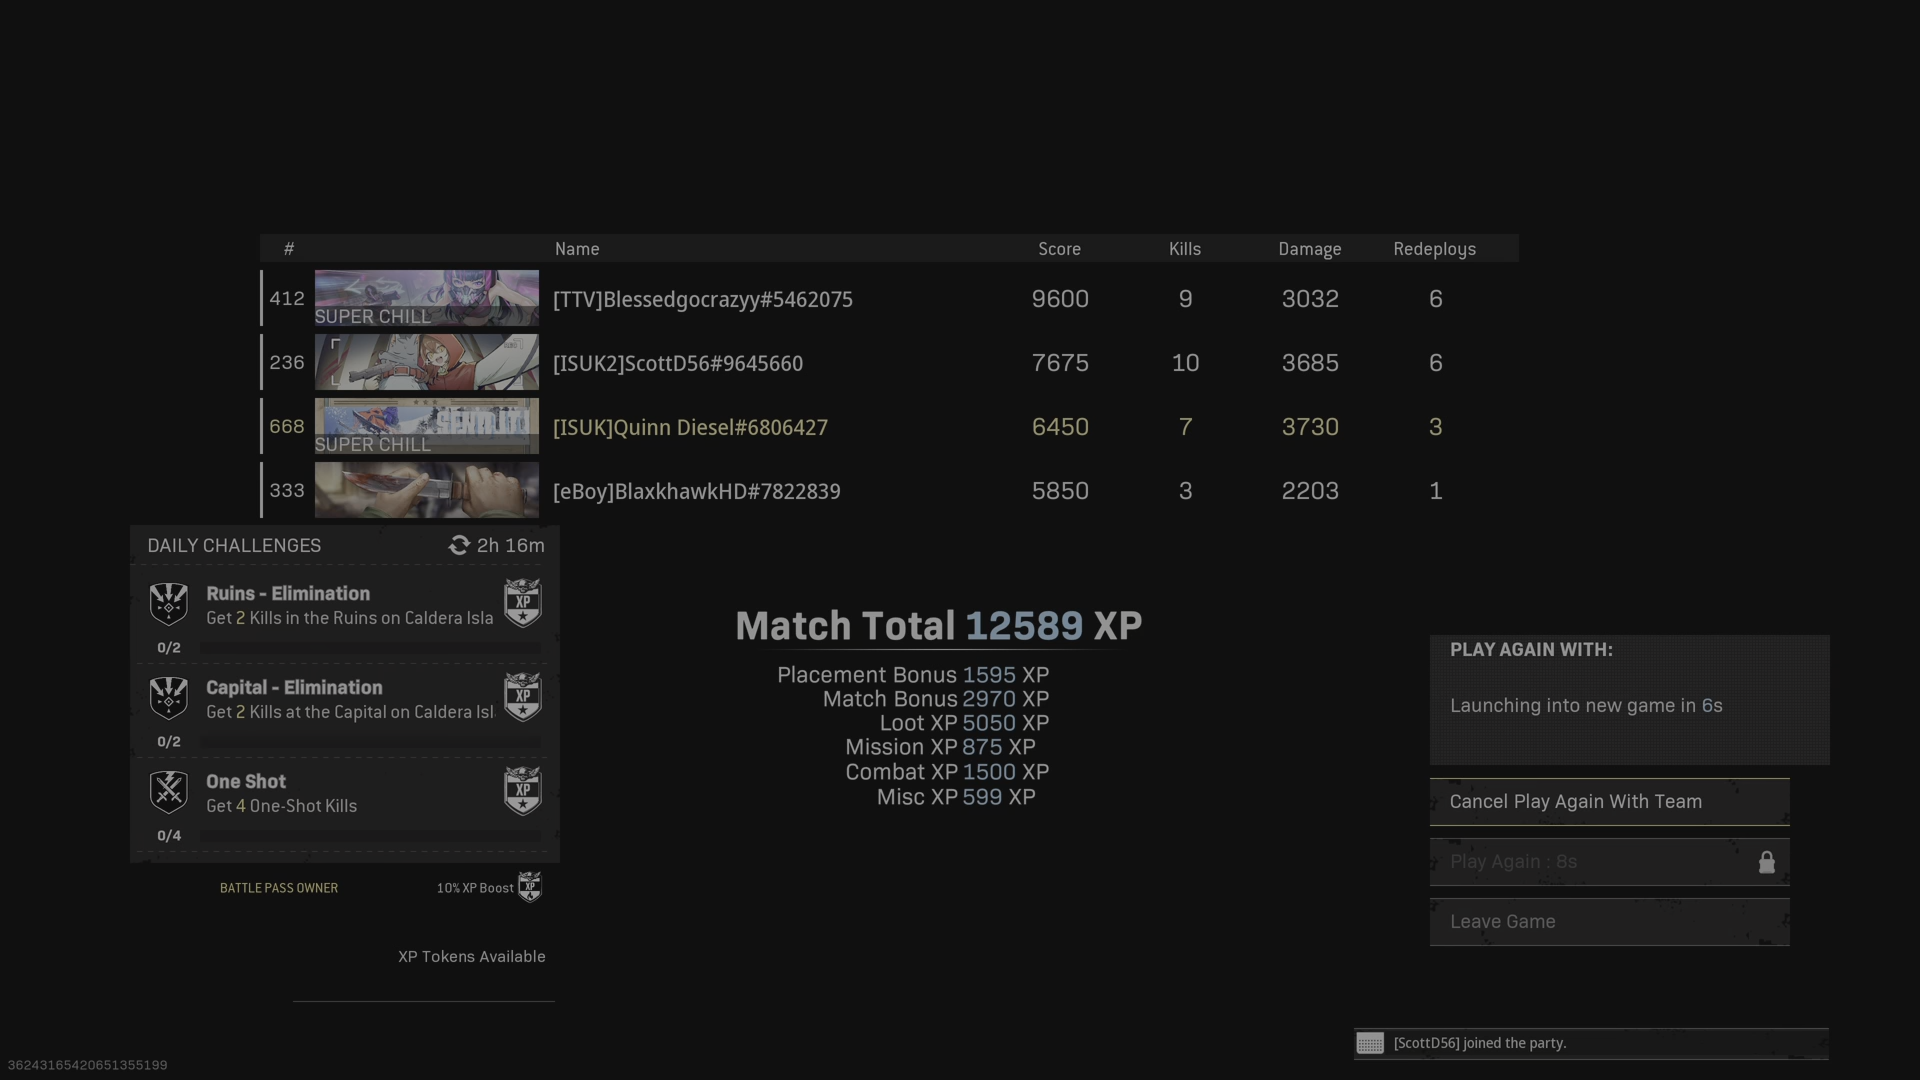 # Name Score Kills Damage Redeploys
412 SUPER CHILL [TTV]Blessedgocrazyy#5462075 9600 9 3032 6
236 [ISUK2]ScottD56#9645660 7675 10 3685 6
668 SUPER CHILL [ISUK]Quinn Diesel#6806427 6450 7 3730 3
333 [eBoy]BlaxkhawkHD#7822839 5850 3 2203 1
DAILY CHALLENGES 2h 16m
Ruins - Elimination
Get 2 Kills in the Ruins on Caldera Isla
XP
0/2
Capital - Elimination
Get 2 Kills at the Capital on Caldera Isl
XP
0/2
One Shot
Get 4 One-Shot Kills
XP
0/4
BATTLE PASS OWNER 10% XP Boost XP
XP Tokens Available
Match Total 12589 XP
Placement Bonus 1595 XP
Match Bonus 2970 XP
Loot XP 5050 XP
Mission XP 875 XP
Combat XP 1500 XP
Misc XP 599 XP
PLAY AGAIN WITH:
Launching into new game in 6s
Cancel Play Again With Team
Play Again : 8s
Leave Game
[ScottD56] joined the party.
36243165420651355199